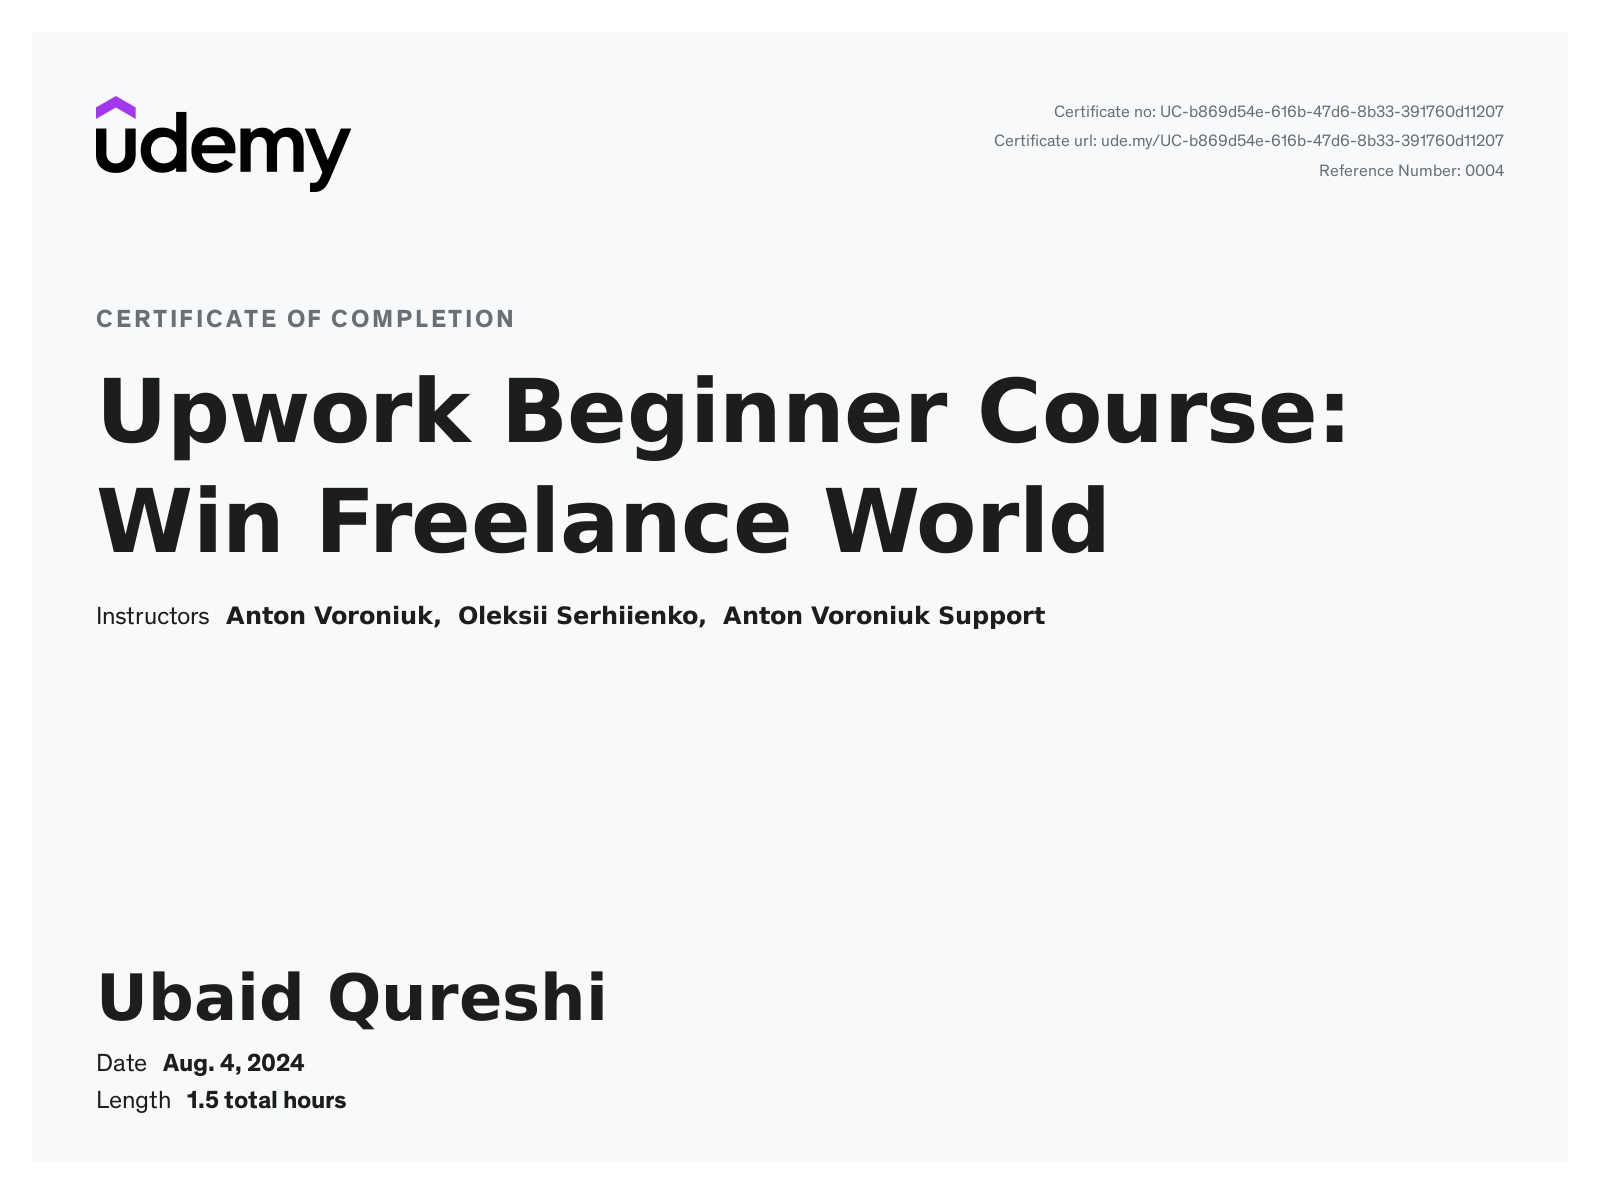 udemy
Certificate no: UC-b869d54e-616b-47d6-8b33-391760d11207
Certificate url: ude.my/UC-b869d54e-616b-47d6-8b33-391760d11207
Reference Number: 0004
CERTIFICATE OF COMPLETION
Upwork Beginner Course:
Win Freelance World
Instructors Anton Voroniuk, Oleksii Serhiienko, Anton Voroniuk Support
Ubaid Qureshi
Date Aug. 4, 2024
Length 1.5 total hours